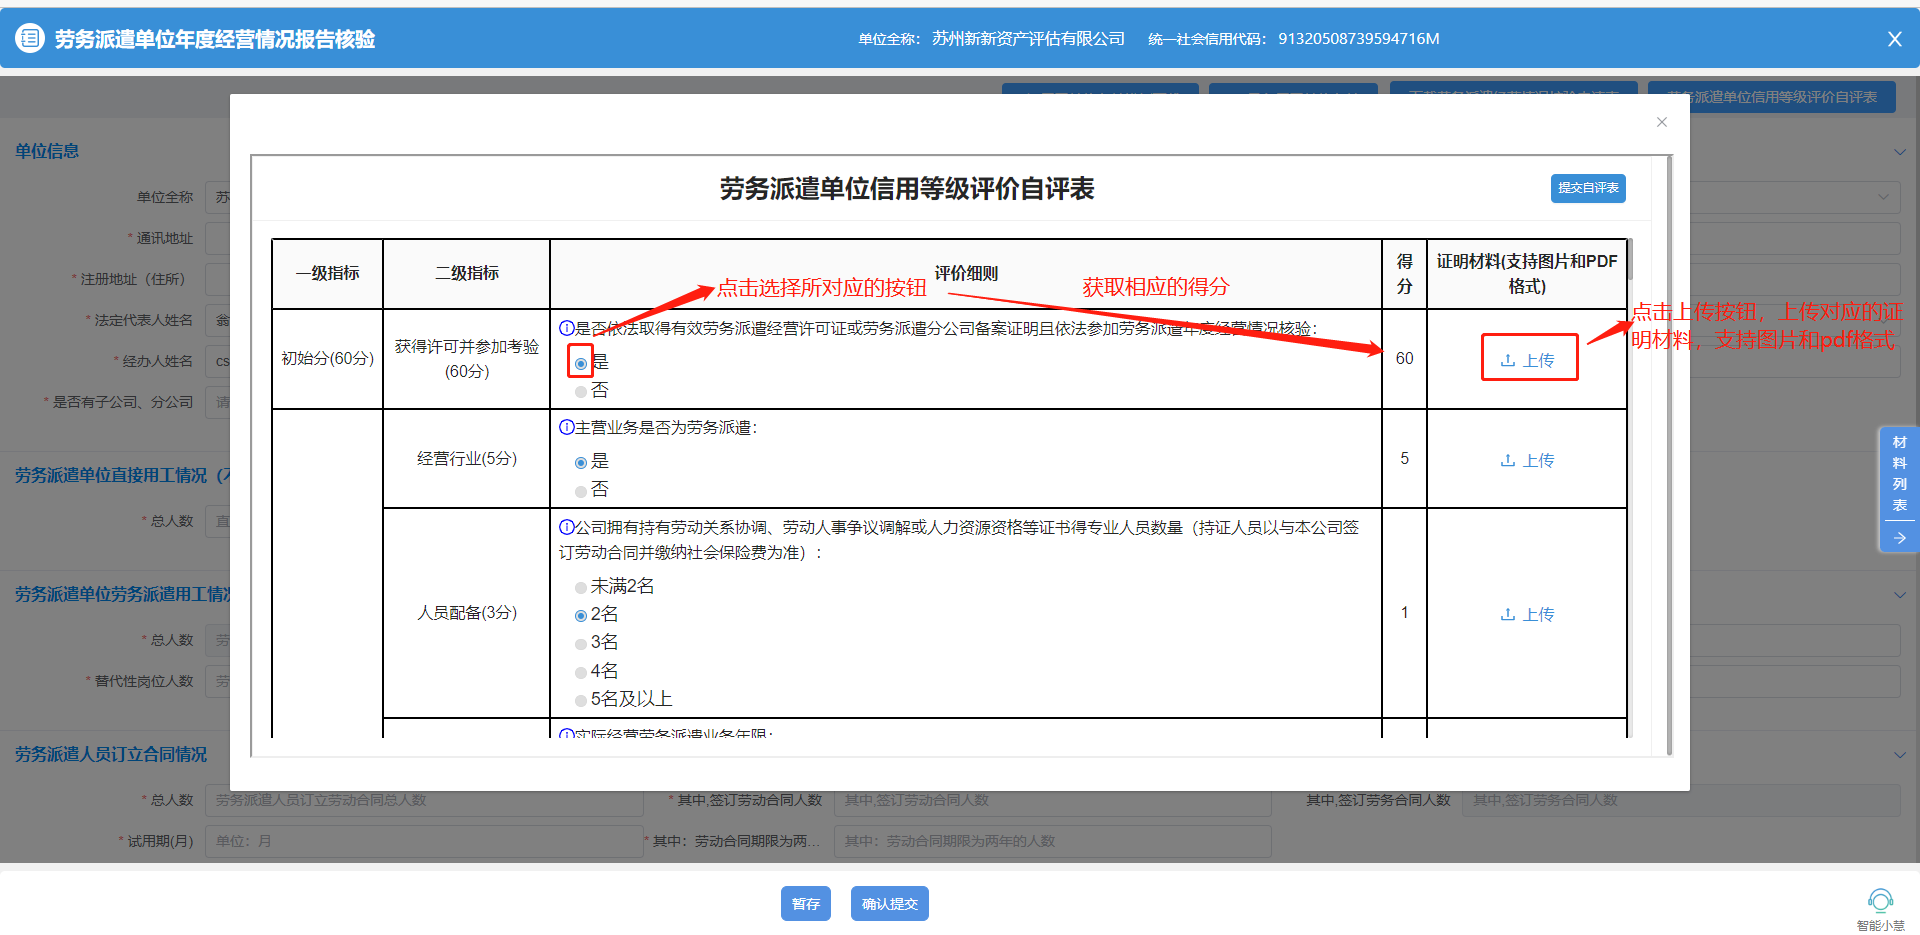 劳务派遣单位年度经营情况报告核验
单位全称： 苏州新新资产评估有限公司 统一社会信用代码： 91320508739594716M
劳务派遣单位信用等级评价自评表
单位信息
单位全称
* 通讯地址
* 注册地址（住所）
* 法定代表人姓名
* 经办人姓名 cs
* 是否有子公司、分公司 请
劳务派遣单位直接用工情况
* 总人数 直
劳务派遣单位劳务派遣用工情况
* 总人数 劳
* 替代性岗位人数 劳
劳务派遣人员订立合同情况
* 总人数 劳务派遣人员订立劳动合同总人数 * 其中,签订劳动合同人数 其中,签订劳动合同人数 其中,签订劳务合同人数 其中,签订劳务合同人数
* 试用期(月) 单位：月 * 其中：劳动合同期限为两... 其中：劳动合同期限为两年的人数
劳务派遣单位信用等级评价自评表
提交自评表
一级指标 二级指标 评价细则 得分 证明材料(支持图片和PDF格式)
点击选择所对应的按钮 获取相应的得分
点击上传按钮，上传对应的证
明材料，支持图片和pdf格式
初始分(60分) 获得许可并参加考验(60分)
是否依法取得有效劳务派遣经营许可证或劳务派遣分公司备案证明且依法参加劳务派遣年度经营情况核验：
是
否
60 上传
经营行业(5分)
主营业务是否为劳务派遣：
是
否
5 上传
人员配备(3分)
公司拥有持有劳动关系协调、劳动人事争议调解或人力资源资格等证书得专业人员数量（持证人员以与本公司签
订劳动合同并缴纳社会保险费为准）：
未满2名
2名
3名
4名
5名及以上
1 上传
实际经营劳务派遣业务年限：
材料列表
暂存 确认提交
智能小慧